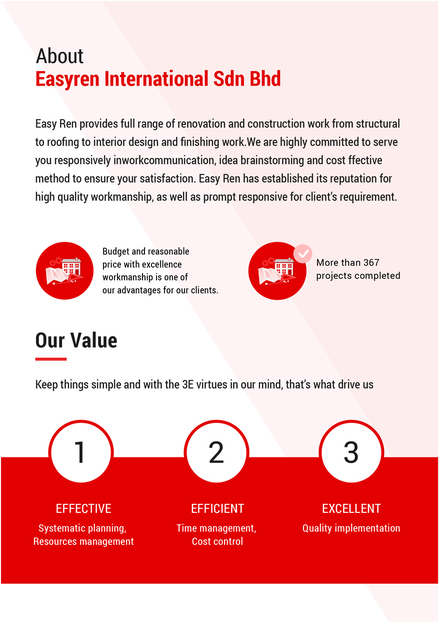 About
Easyren International Sdn Bhd
Easy Ren provides full range of renovation and construction work from structural
to roofing to interior design and finishing work.We are highly committed to serve
you responsively inworkcommunication, idea brainstorming and cost ffective
method to ensure your satisfaction. Easy Ren has established its reputation for
high quality workmanship, as well as prompt responsive for client's requirement.
Budget and reasonable
price with excellence
workmanship is one of
our advantages for our clients.
More than 367
projects completed
Our Value
Keep things simple and with the 3E virtues in our mind, that's what drive us
1
2
3
EFFECTIVE
EFFICIENT
EXCELLENT
Systematic planning,
Resources management
Time management,
Cost control
Quality implementation